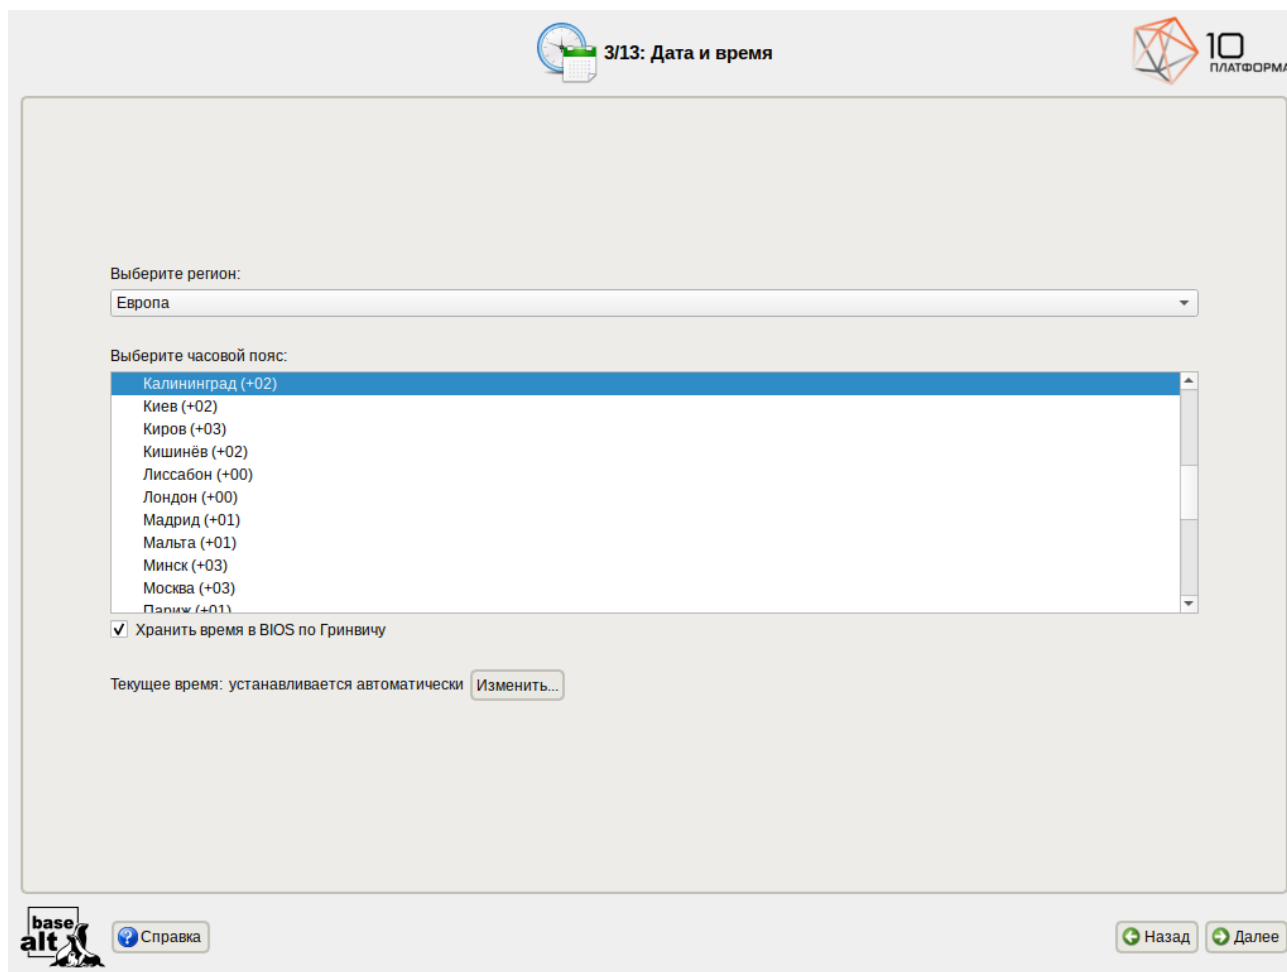 3/13: Дата и время
10
ПЛАТФОРМА
Выберите регион:
Европа
Выберите часовой пояс:
Калининград (+02)
Киев (+02)
Киров (+03)
Кишинёв (+02)
Лиссабон (+00)
Лондон (+00)
Мадрид (+01)
Мальта (+01)
Минск (+03)
Москва (+03)
Париж (+01)
Хранить время в BIOS по Гринвичу
Текущее время: устанавливается автоматически Изменить...
base
alt
Справка
Назад Далее